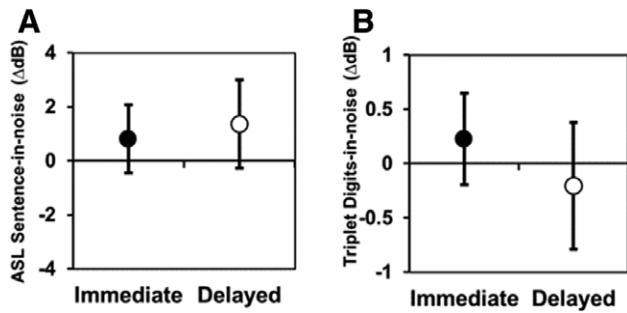 A
ASL Sentence-in-noise (ΔdB)
4
2
0
-2
-4
Immediate Delayed
B
Triplet Digits-in-noise (ΔdB)
1
0.5
0
-0.5
-1
Immediate Delayed